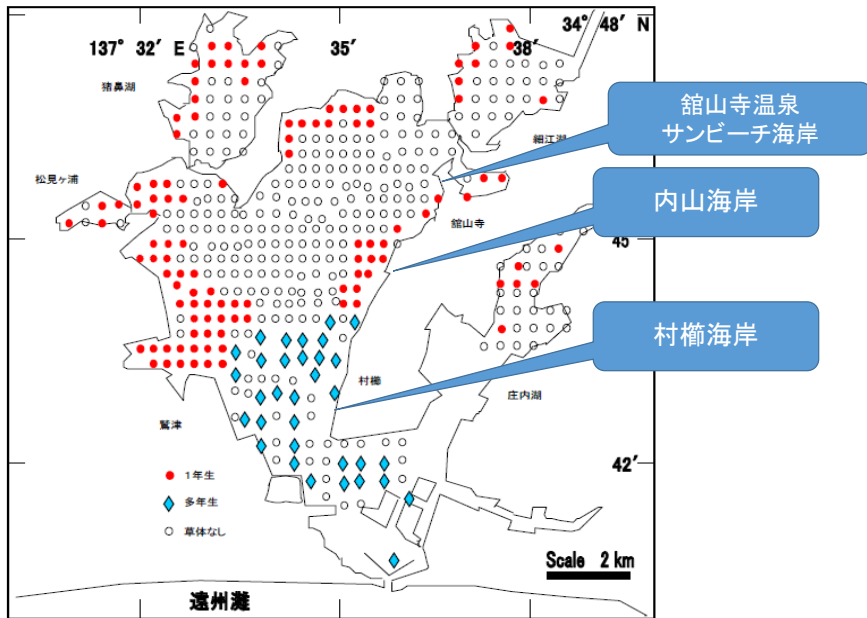 34° 48′ N
137° 32′ E
35′
38′
猪鼻湖
舘山寺温泉
サンビーチ海岸
細江湖
松見ヶ浦
内山海岸
舘山寺
45
村櫛海岸
村櫛
庄内湖
鷲津
42′
1年生
多年生
草体なし
Scale 2 km
遠州灘